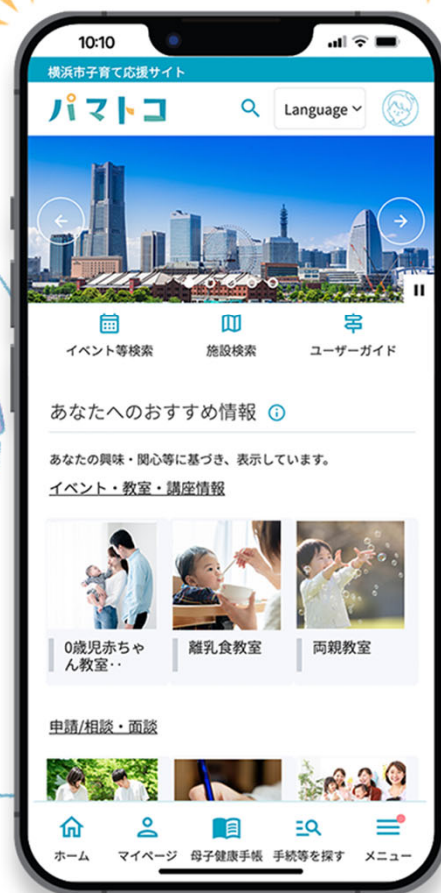 10:10
横浜市子育て応援サイト
パマトコ
Language
イベント等検索
施設検索
ユーザーガイド
あなたへのおすすめ情報
あなたの興味・関心等に基づき、表示しています。
イベント・教室・講座情報
0歳児赤ちゃ
ん教室‥
離乳食教室
両親教室
申請/相談・面談
ホーム
マイページ
母子健康手帳
手続等を探す
メニュー